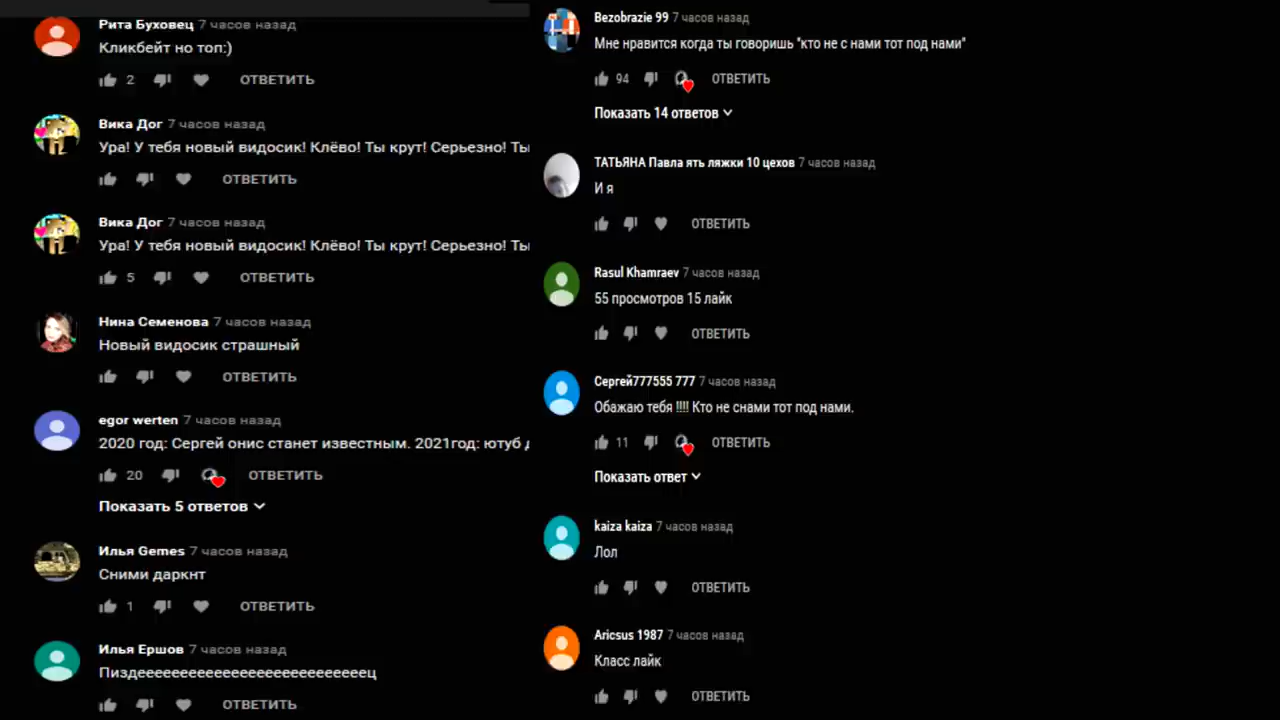 Рита Буховец 7 часов назад
Кликбейт но топ:)
2 ОТВЕТИТЬ
Вика Дог 7 часов назад
Ура! У тебя новый видосик! Клёво! Ты крут! Серьезно! Ты
ОТВЕТИТЬ
Вика Дог 7 часов назад
Ура! У тебя новый видосик! Клёво! Ты крут! Серьезно! Ты
5 ОТВЕТИТЬ
Нина Семенова 7 часов назад
Новый видосик страшный
ОТВЕТИТЬ
egor werten 7 часов назад
2020 год: Сергей онис станет известным. 2021год: ютуб
20 ОТВЕТИТЬ
Показать 5 ответов
Илья Gemes 7 часов назад
Сними даркнт
1 ОТВЕТИТЬ
Илья Ершов 7 часов назад
Пиздееееееееееееееееееееееееееец
ОТВЕТИТЬ
Bezobrazie 99 7 часов назад
Мне нравится когда ты говоришь "кто не с нами тот под нами"
94 ОТВЕТИТЬ
Показать 14 ответов
ТАТЬЯНА Павла ять ляжки 10 цехов 7 часов назад
И я
ОТВЕТИТЬ
Rasul Khamraev 7 часов назад
55 просмотров 15 лайк
ОТВЕТИТЬ
Сергей777555 777 7 часов назад
Обажаю тебя !!!! Кто не снами тот под нами.
11 ОТВЕТИТЬ
Показать ответ
kaiza kaiza 7 часов назад
Лол
ОТВЕТИТЬ
Aricsus 1987 7 часов назад
Класс лайк
ОТВЕТИТЬ